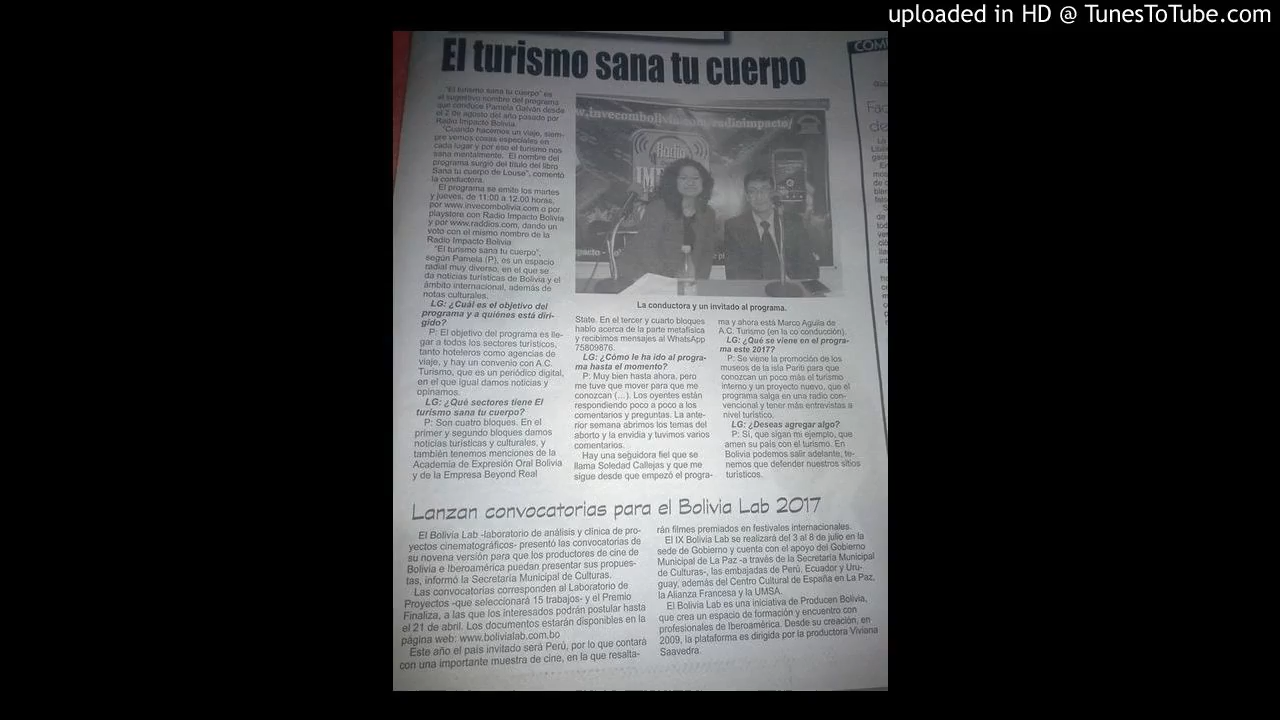 uploaded in HD @ TunesToTube.com
El turismo sana tu cuerpo
"El turismo sana tu cuerpo" es
el sugestivo nombre del programa
que conduce Pamela Galván desde
el 2 de agosto del año pasado por
Radio Impacto Bolivia.
"Cuando hacemos un viaje, siem-
pre vemos cosas especiales en
cada lugar y por eso el turismo nos
sana mentalmente. El nombre del
programa surgió del título del libro
Sana tu cuerpo de Louse", comentó
la conductora.
El programa se emite los martes
y jueves, de 11:00 a 12:00 horas,
por www.invecombolivia.com o por
playstore con Radio Impacto Bolivia
y por www.raddios.com, dando un
voto con el mismo nombre de la
Radio Impacto Bolivia.
"El turismo sana tu cuerpo",
según Pamela (P), es un espacio
radial muy diverso, en el que se
da noticias turísticas de Bolivia y el
ámbito internacional, además de
notas culturales.
LG: ¿Cuál es el objetivo del
programa y a quiénes está diri-
gido?
P: El objetivo del programa es lle-
gar a todos los sectores turísticos,
tanto hoteleros como agencias de
viaje, y hay un convenio con A.C.
Turismo, que es un periódico digital,
en el que igual damos noticias y
opinamos.
LG: ¿Qué sectores tiene El
turismo sana tu cuerpo?
P: Son cuatro bloques. En el
primer y segundo bloques damos
noticias turísticas y culturales, y
también tenemos menciones de la
Academia de Expresión Oral Bolivia
y de la Empresa Beyond Real
w.invecombolivia.com/radioimpacto/
Radio
La conductora y un invitado al programa.
State. En el tercer y cuarto bloques
hablo acerca de la parte metafísica
y recibimos mensajes al WhatsApp
75809876.
LG: ¿Cómo le ha ido al progra-
ma hasta el momento?
P: Muy bien hasta ahora, pero
me tuve que mover para que me
conozcan (…). Los oyentes están
respondiendo poco a poco a los
comentarios y preguntas. La ante-
rior semana abrimos los temas del
aborto y la envidia y tuvimos varios
comentarios.
Hay una seguidora fiel que se
llama Soledad Callejas y que me
sigue desde que empezó el progra-
ma y ahora está Marco Aguila de
A.C. Turismo (en la co conducción).
LG: ¿Qué se viene en el progra-
ma este 2017?
P: Se viene la promoción de los
museos de la isla Pariti para que
conozcan un poco más el turismo
interno y un proyecto nuevo, que el
programa salga en una radio con-
vencional y tener más entrevistas a
nivel turístico.
LG: ¿Deseas agregar algo?
P: Sí, que sigan mi ejemplo, que
amen su país con el turismo. En
Bolivia podemos salir adelante, te-
nemos que defender nuestros sitios
turísticos.
Lanzan convocatorias para el Bolivia Lab 2017
El Bolivia Lab -laboratorio de análisis y clínica de pro-
yectos cinematográficos- presentó las convocatorias de
su novena versión para que los productores de cine de
Bolivia e Iberoamérica puedan presentar sus propues-
tas, informó la Secretaría Municipal de Culturas.
Las convocatorias corresponden al Laboratorio de
Proyectos -que seleccionará 15 trabajos- y el Premio
Finaliza, a las que los interesados podrán postular hasta
el 21 de abril. Los documentos estarán disponibles en la
página web: www.bolivialab.com.bo
Este año el país invitado será Perú, por lo que contará
con una importante muestra de cine, en la que resalta-
rán filmes premiados en festivales internacionales.
El IX Bolivia Lab se realizará del 3 al 8 de julio en la
sede de Gobierno y cuenta con el apoyo del Gobierno
Municipal de La Paz -a través de la Secretaría Municipal
de Culturas-, las embajadas de Perú, Ecuador y Uru-
guay, además del Centro Cultural de España en La Paz,
la Alianza Francesa y la UMSA.
El Bolivia Lab es una iniciativa de Producen Bolivia,
que crea un espacio de formación y encuentro con
profesionales de Iberoamérica. Desde su creación, en
2009, la plataforma es dirigida por la productora Viviana
Saavedra.